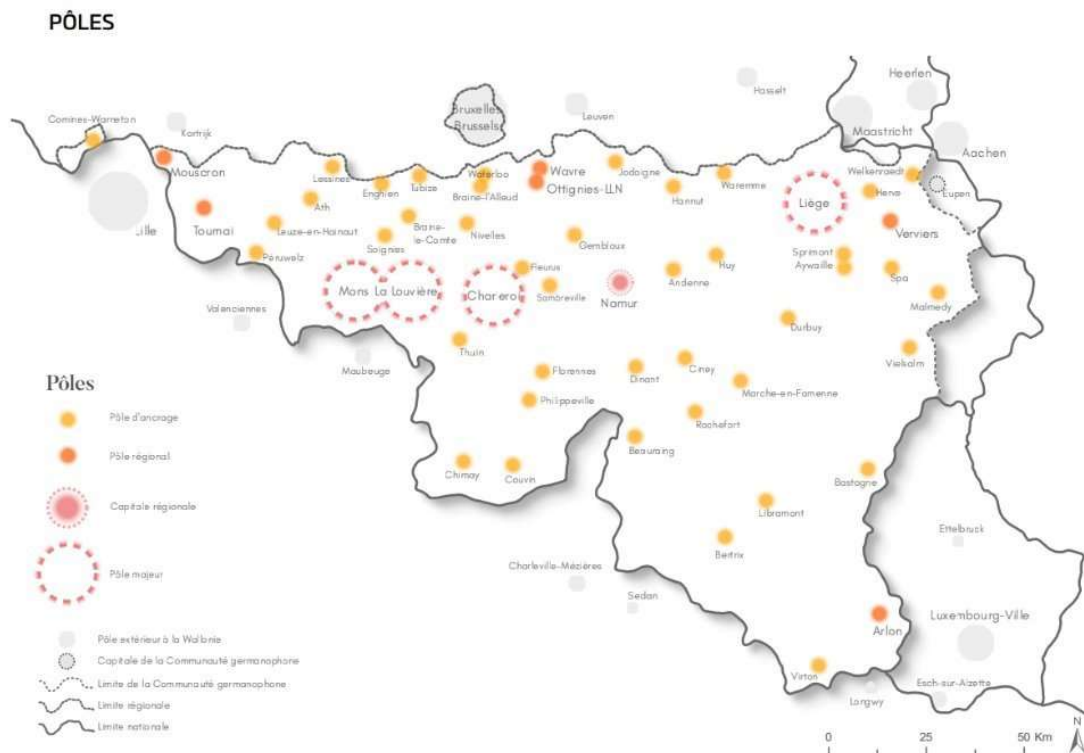 PÔLES
Heerlen
Hasselt
Bruxelles
Brussels
Leuven
Comines-Warneton
Kortrijk
Maastricht
Aachen
Mouscron
Lessines
Enghien
Tubize
Waterloo
Braine-l'Alleud
Wavre
Ottignies-LLN
Jodoigne
Hannut
Waremme
Welkenraedt
Herve
Eupen
Liège
Lille
Tournai
Ath
Leuze-en-Hainaut
Braine-
le-Comte
Soignies
Nivelles
Gembloux
Verviers
Péruwelz
Fleurus
Sambreville
Namur
Andenne
Huy
Sprimont
Aywaille
Spa
Malmedy
Mons
La Louvière
Charleroi
Valenciennes
Durbuy
Thuin
Maubeuge
Vielsalm
Florennes
Dinant
Ciney
Marche-en-Famenne
Philippeville
Rochefort
Beauraing
Chimay
Couvin
Bastogne
Libramont
Bertrix
Ettelbruck
Charleville-Mézières
Sedan
Arlon
Luxembourg-Ville
Virton
Longwy
Esch-sur-Alzette
Pôles
Pôle d'ancrage
Pôle régional
Capitale régionale
Pôle majeur
Pôle extérieur à la Wallonie
Capitale de la Communauté germanophone
Limite de la Communauté germanophone
Limite régionale
Limite nationale
0
25
50 Km
N